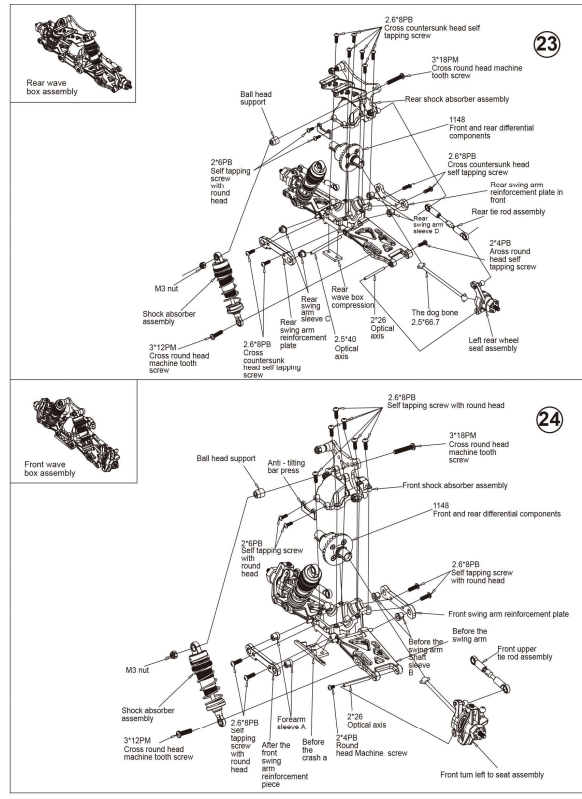 2.6*8PB
Cross countersunk head self
tapping screw
23
3*18PM
Cross round head machine
tooth screw
Rear wave
box assembly
Ball head
support
Rear shock absorber assembly
1148
Front and rear differential
components
2*6PB
Self tapping
screw
with
round
head
2.6*8PB
Cross countersunk head
self tapping screw
Rear swing arm
reinforcement plate in
front
Rear tie rod assembly
Rear
swing
arm
sleeve D
2*4PB
Aross round
head self
tapping screw
M3 nut
Shock absorber
assembly
3*12PM
Cross round head
machine tooth
screw
2.6*8PB
Cross
countersunk
head self tapping
screw
Rear
swing arm
reinforcement
plate
Rear
swing
arm
sleeve C
2.5*40
Optical
axis
Rear
wave box
compression
2*26
Optical
axis
The dog bone
2.5*66.7
Left rear wheel
seat assembly
2.6*8PB
Self tapping screw with round head
24
3*18PM
Cross round head
machine tooth
screw
Front wave
box assembly
Ball head support
Anti - tilting
bar press
Front shock absorber assembly
1148
Front and rear differential components
2*6PB
Self tapping screw
with
round
head
2.6*8PB
Self tapping screw
with round head
Front swing arm reinforcement plate
Before the
swing arm
Before the
swing arm
Shaft
sleeve
B
Front upper
tie rod assembly
M3 nut
Shock absorber
assembly
3*12PM
Cross round head
machine tooth screw
2.6*8PB
Self
tapping
screw
with
round
head
Forearm
sleeve A
After the
front
swing
arm
reinforcement
piece
Before
the
crash a
2*26
Optical axis
2*4PB
Round
head Machine screw
Front turn left to seat assembly